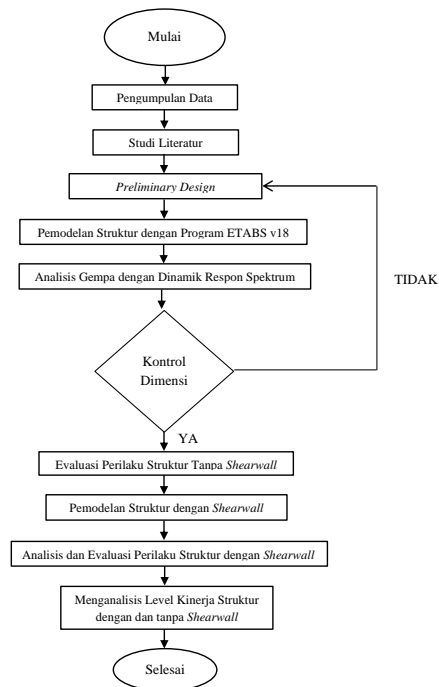 Mulai
Pengumpulan Data
Studi Literatur
Preliminary Design
Pemodelan Struktur dengan Program ETABS v18
Analisis Gempa dengan Dinamik Respon Spektrum
TIDAK
Kontrol
Dimensi
YA
Evaluasi Perilaku Struktur Tanpa Shearwall
Pemodelan Struktur dengan Shearwall
Analisis dan Evaluasi Perilaku Struktur dengan Shearwall
Menganalisis Level Kinerja Struktur
dengan dan tanpa Shearwall
Selesai